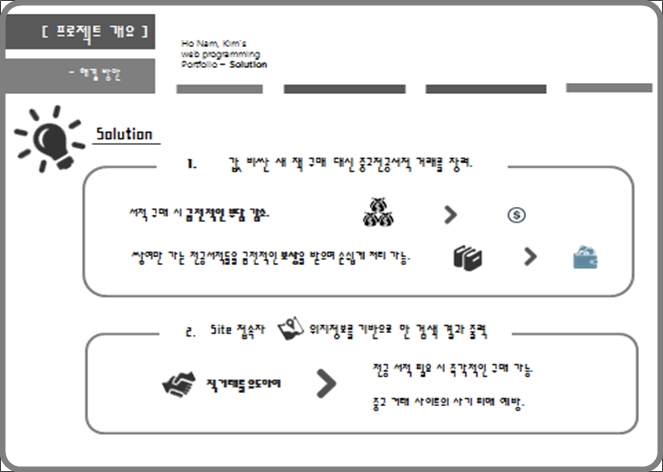 [ 프로젝트 개요 ]
- 해결 방안
Ho Nam, Kim's
web programming
Portfolio – Solution
Solution
1. 값 비싼 새 책 구매 대신 중고전공서적 거래를 장려.
서적 구매 시 금전적인 부담 감소.
쌓여만 가는 전공서적들을 금전적인 보상을 받으며 손쉽게 처리 가능.
2. Site 접속자 위치정보를 기반으로 한 검색 결과 출력
직거래를 유도하여
전공 서적 필요 시 즉각적인 구매 가능.
중고 거래 사이트의 사기 피해 예방.